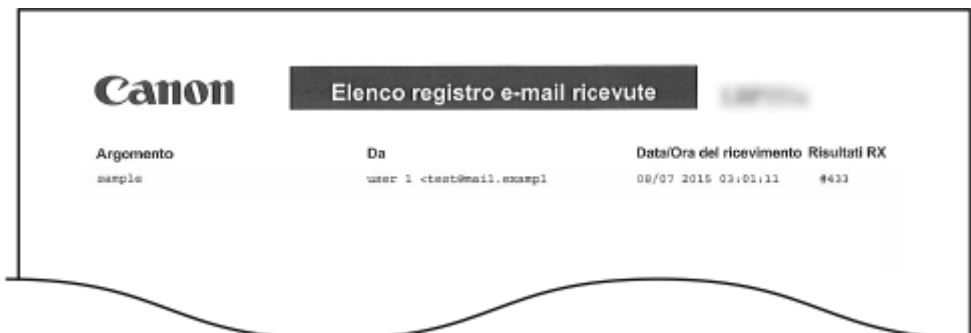 Canon Elenco registro e-mail ricevute
Argomento Da Data/Ora del ricevimento Risultati RX
sample user 1 <test@mail.exampl 08/07 2015 03:01:11 #433